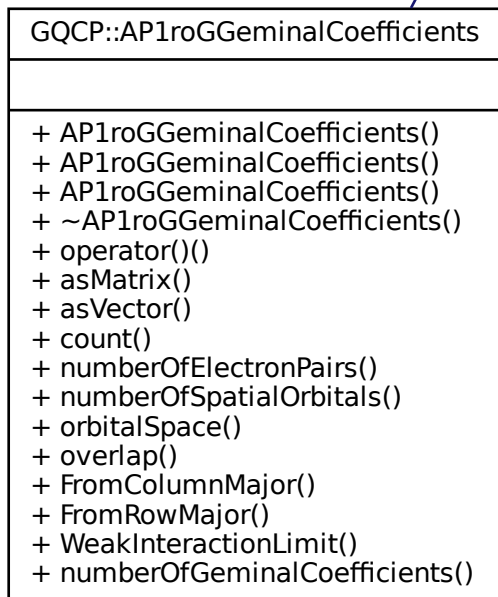 GQCP::AP1roGGeminalCoefficients
+ AP1roGGeminalCoefficients()
+ AP1roGGeminalCoefficients()
+ AP1roGGeminalCoefficients()
+ ~AP1roGGeminalCoefficients()
+ operator()()
+ asMatrix()
+ asVector()
+ count()
+ numberOfElectronPairs()
+ numberOfSpatialOrbitals()
+ orbitalSpace()
+ overlap()
+ FromColumnMajor()
+ FromRowMajor()
+ WeakInteractionLimit()
+ numberOfGeminalCoefficients()